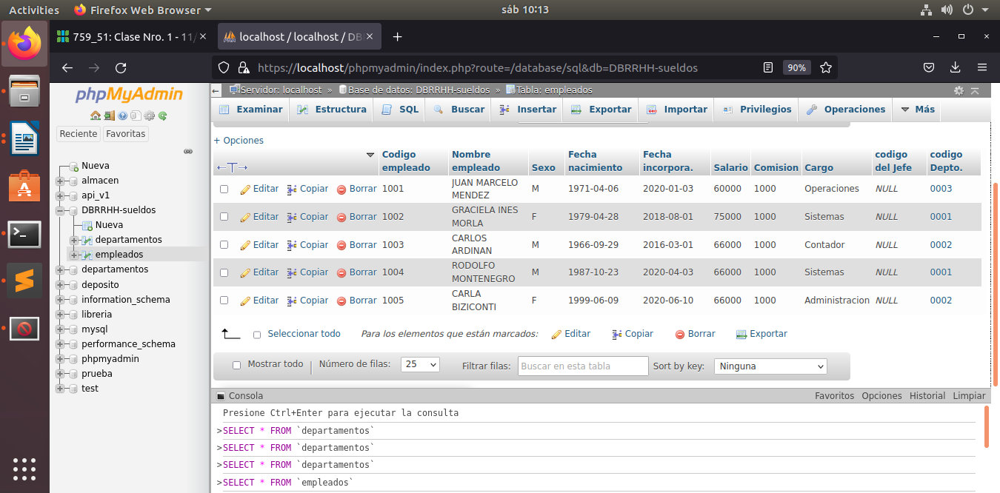 Activities Firefox Web Browser sáb 10:13
759_51: Clase Nro. 1 - 11/ localhost / localhost / DB
https://localhost/phpmyadmin/index.php?route=/database/sql&db=DBRRHH-sueldos 90%
phpMyAdmin
Reciente Favoritas
Nueva
almacen
api_v1
DBRRHH-sueldos
Nueva
departamentos
empleados
departamentos
deposito
information_schema
libreria
mysql
performance_schema
phpmyadmin
prueba
test
Servidor: localhost » Base de datos: DBRRHH-sueldos » Tabla: empleados
Examinar Estructura SQL Buscar Insertar Exportar Importar Privilegios Operaciones Más
+ Opciones
Codigo empleado Nombre empleado Sexo Fecha nacimiento Fecha incorpora. Salario Comision Cargo codigo del Jefe codigo Depto.
Editar Copiar Borrar 1001 JUAN MARCELO MENDEZ M 1971-04-06 2020-01-03 60000 1000 Operaciones NULL 0003
Editar Copiar Borrar 1002 GRACIELA INES MORLA F 1979-04-28 2018-08-01 75000 1000 Sistemas NULL 0001
Editar Copiar Borrar 1003 CARLOS ARDINAN M 1966-09-29 2016-03-01 66000 1000 Contador NULL 0002
Editar Copiar Borrar 1004 RODOLFO MONTENEGRO M 1987-10-23 2020-04-03 66000 1000 Sistemas NULL 0001
Editar Copiar Borrar 1005 CARLA BIZICONTI F 1999-06-09 2020-06-10 66000 1000 Administracion NULL 0002
Seleccionar todo Para los elementos que están marcados: Editar Copiar Borrar Exportar
Mostrar todo Número de filas: 25 Filtrar filas: Buscar en esta tabla Sort by key: Ninguna
Consola Favoritos Opciones Historial Limpiar
Presione Ctrl+Enter para ejecutar la consulta
>SELECT * FROM `departamentos`
>SELECT * FROM `departamentos`
>SELECT * FROM `departamentos`
>SELECT * FROM `empleados`